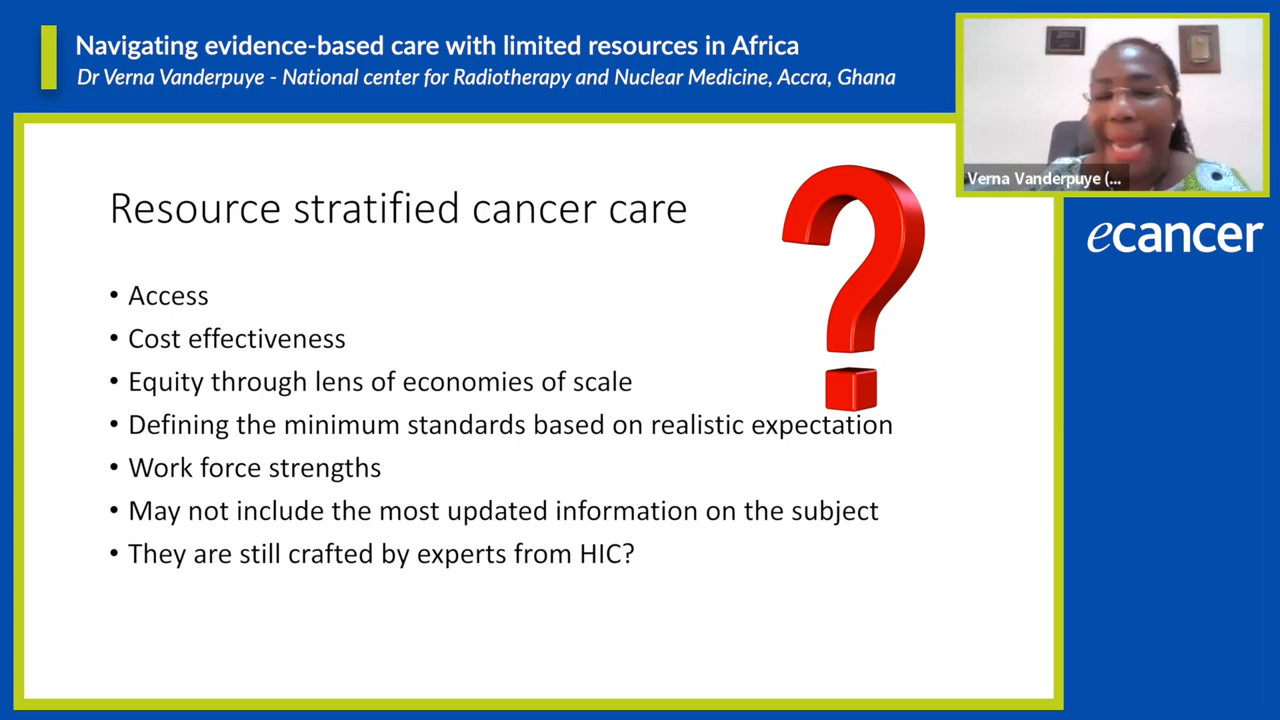 Navigating evidence-based care with limited resources in Africa
Dr Verna Vanderpuye - National center for Radiotherapy and Nuclear Medicine, Accra, Ghana
Verna Vanderpuye (...
ecancer
Resource stratified cancer care
• Access
• Cost effectiveness
• Equity through lens of economies of scale
• Defining the minimum standards based on realistic expectation
• Work force strengths
• May not include the most updated information on the subject
• They are still crafted by experts from HIC?